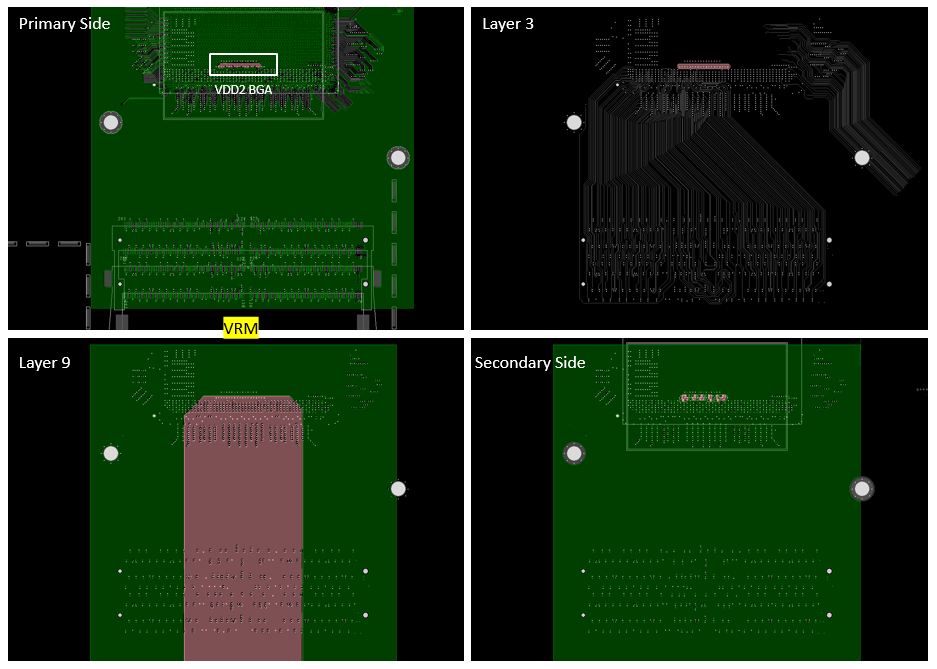 Primary Side
Layer 3
VDD2 BGA
VRM
Layer 9
Secondary Side